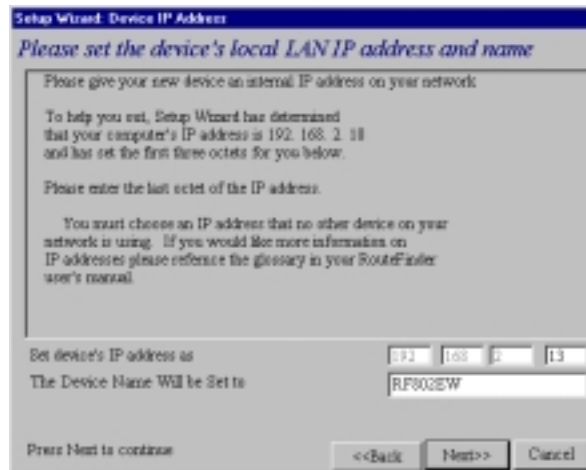 Setup Wizard: Device IP Address
Please set the device's local LAN IP address and name
Please give your new device an internal IP address on your network
To help you out, Setup Wizard has determined
that your computer's IP address is 192. 168. 2. 10
and has set the first three octets for you below.
Please enter the last octet of the IP address.
You must choose an IP address that no other device on your
network is using. If you would like more information on
IP addresses please refernce the glossary in your RouteFinder
user's manual
Set device's IP address as 192 168 2 13
The Device Name Will be Set to RF802EW
Press Next to continue <<Back Next>> Cancel